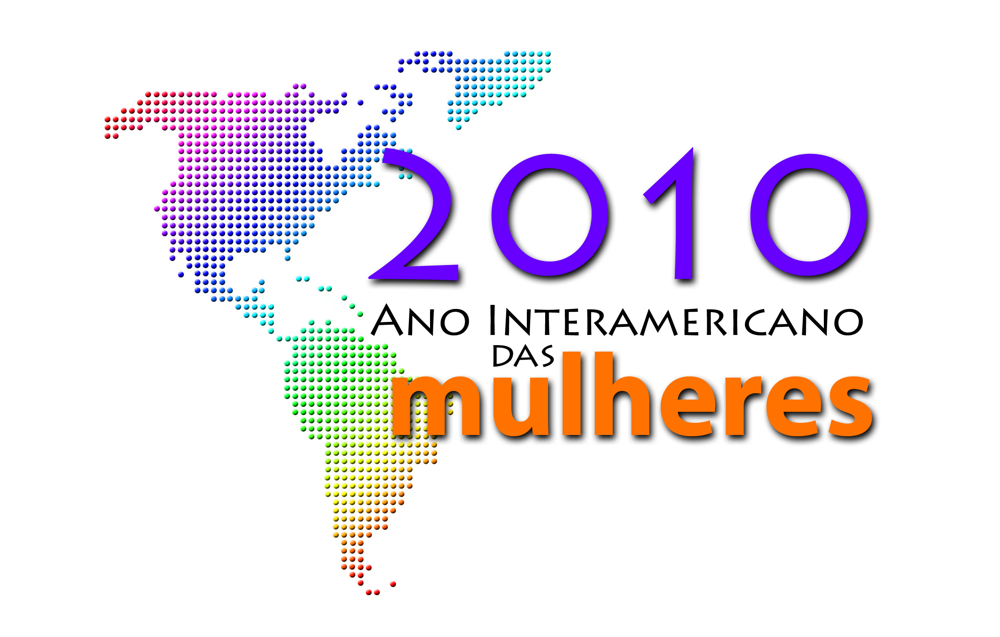 2010
Ano Interamericano
das
mulheres